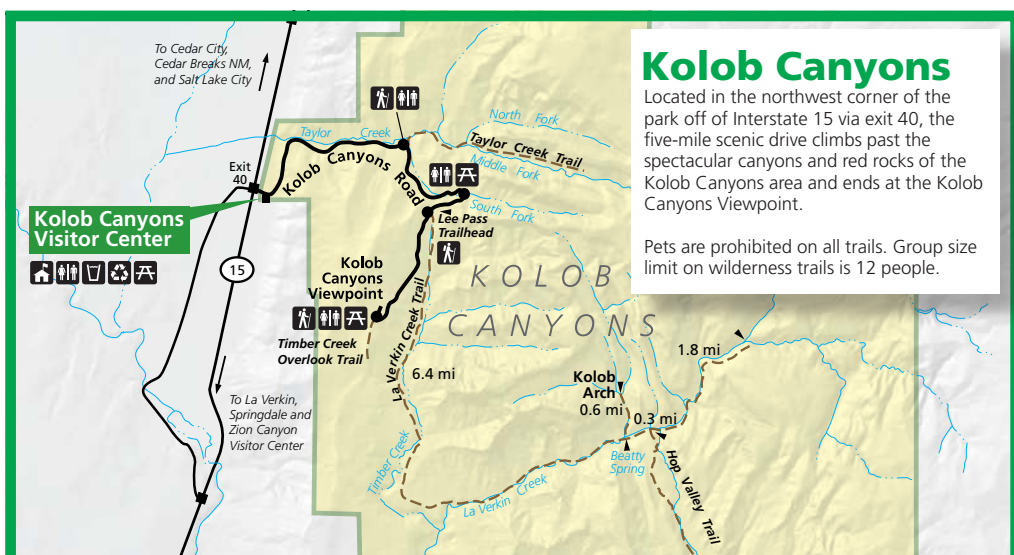 To Cedar City,
Cedar Breaks NM,
and Salt Lake City
Kolob Canyons
Located in the northwest corner of the
park off of Interstate 15 via exit 40, the
five-mile scenic drive climbs past the
spectacular canyons and red rocks of the
Kolob Canyons area and ends at the Kolob
Canyons Viewpoint.
Pets are prohibited on all trails. Group size
limit on wilderness trails is 12 people.
North Fork
Taylor Creek
Taylor Creek Trail
Middle Fork
Exit
40
Kolob Canyons Road
South Fork
Kolob Canyons
Visitor Center
Lee Pass
Trailhead
15
Kolob
Canyons
Viewpoint
KOLOB
CANYONS
Timber Creek
Overlook Trail
La Verkin Creek Trail
6.4 mi
1.8 mi
Kolob
Arch
0.6 mi
0.3 mi
To La Verkin,
Springdale and
Zion Canyon
Visitor Center
Timber Creek
Beatty
Spring
Hop Valley Trail
La Verkin Creek